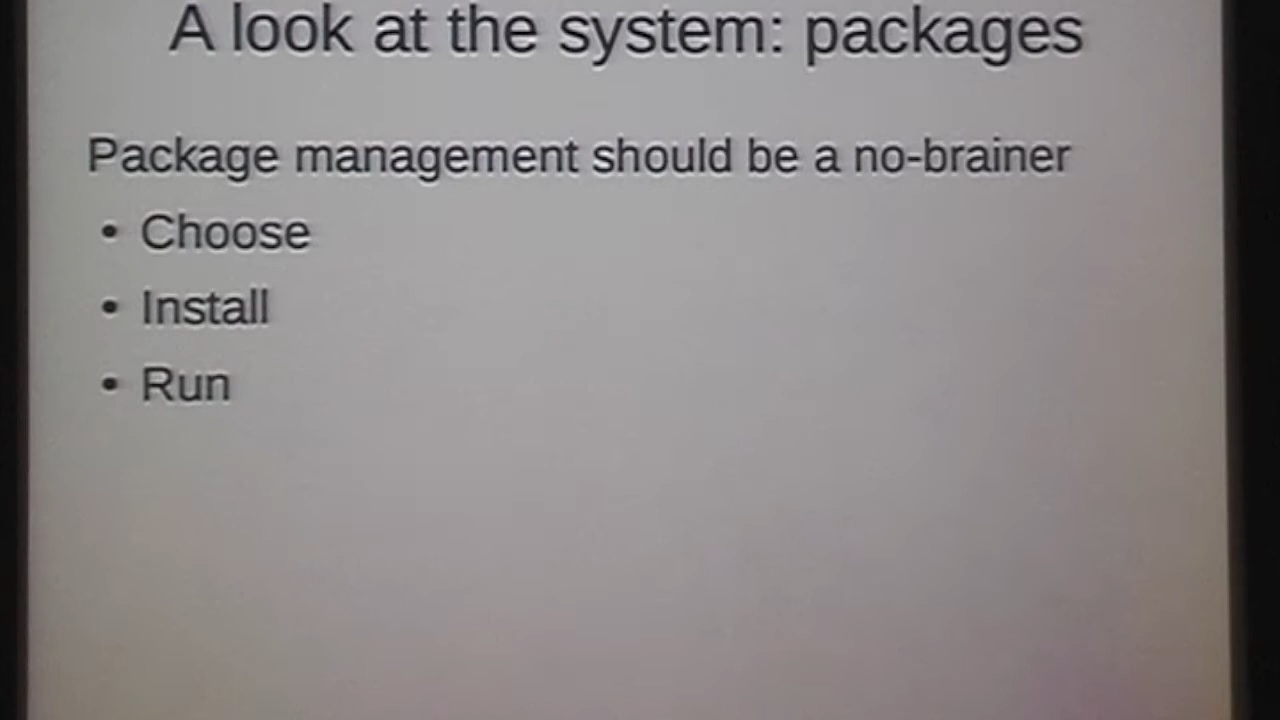 A look at the system: packages
Package management should be a no-brainer
• Choose
• Install
• Run